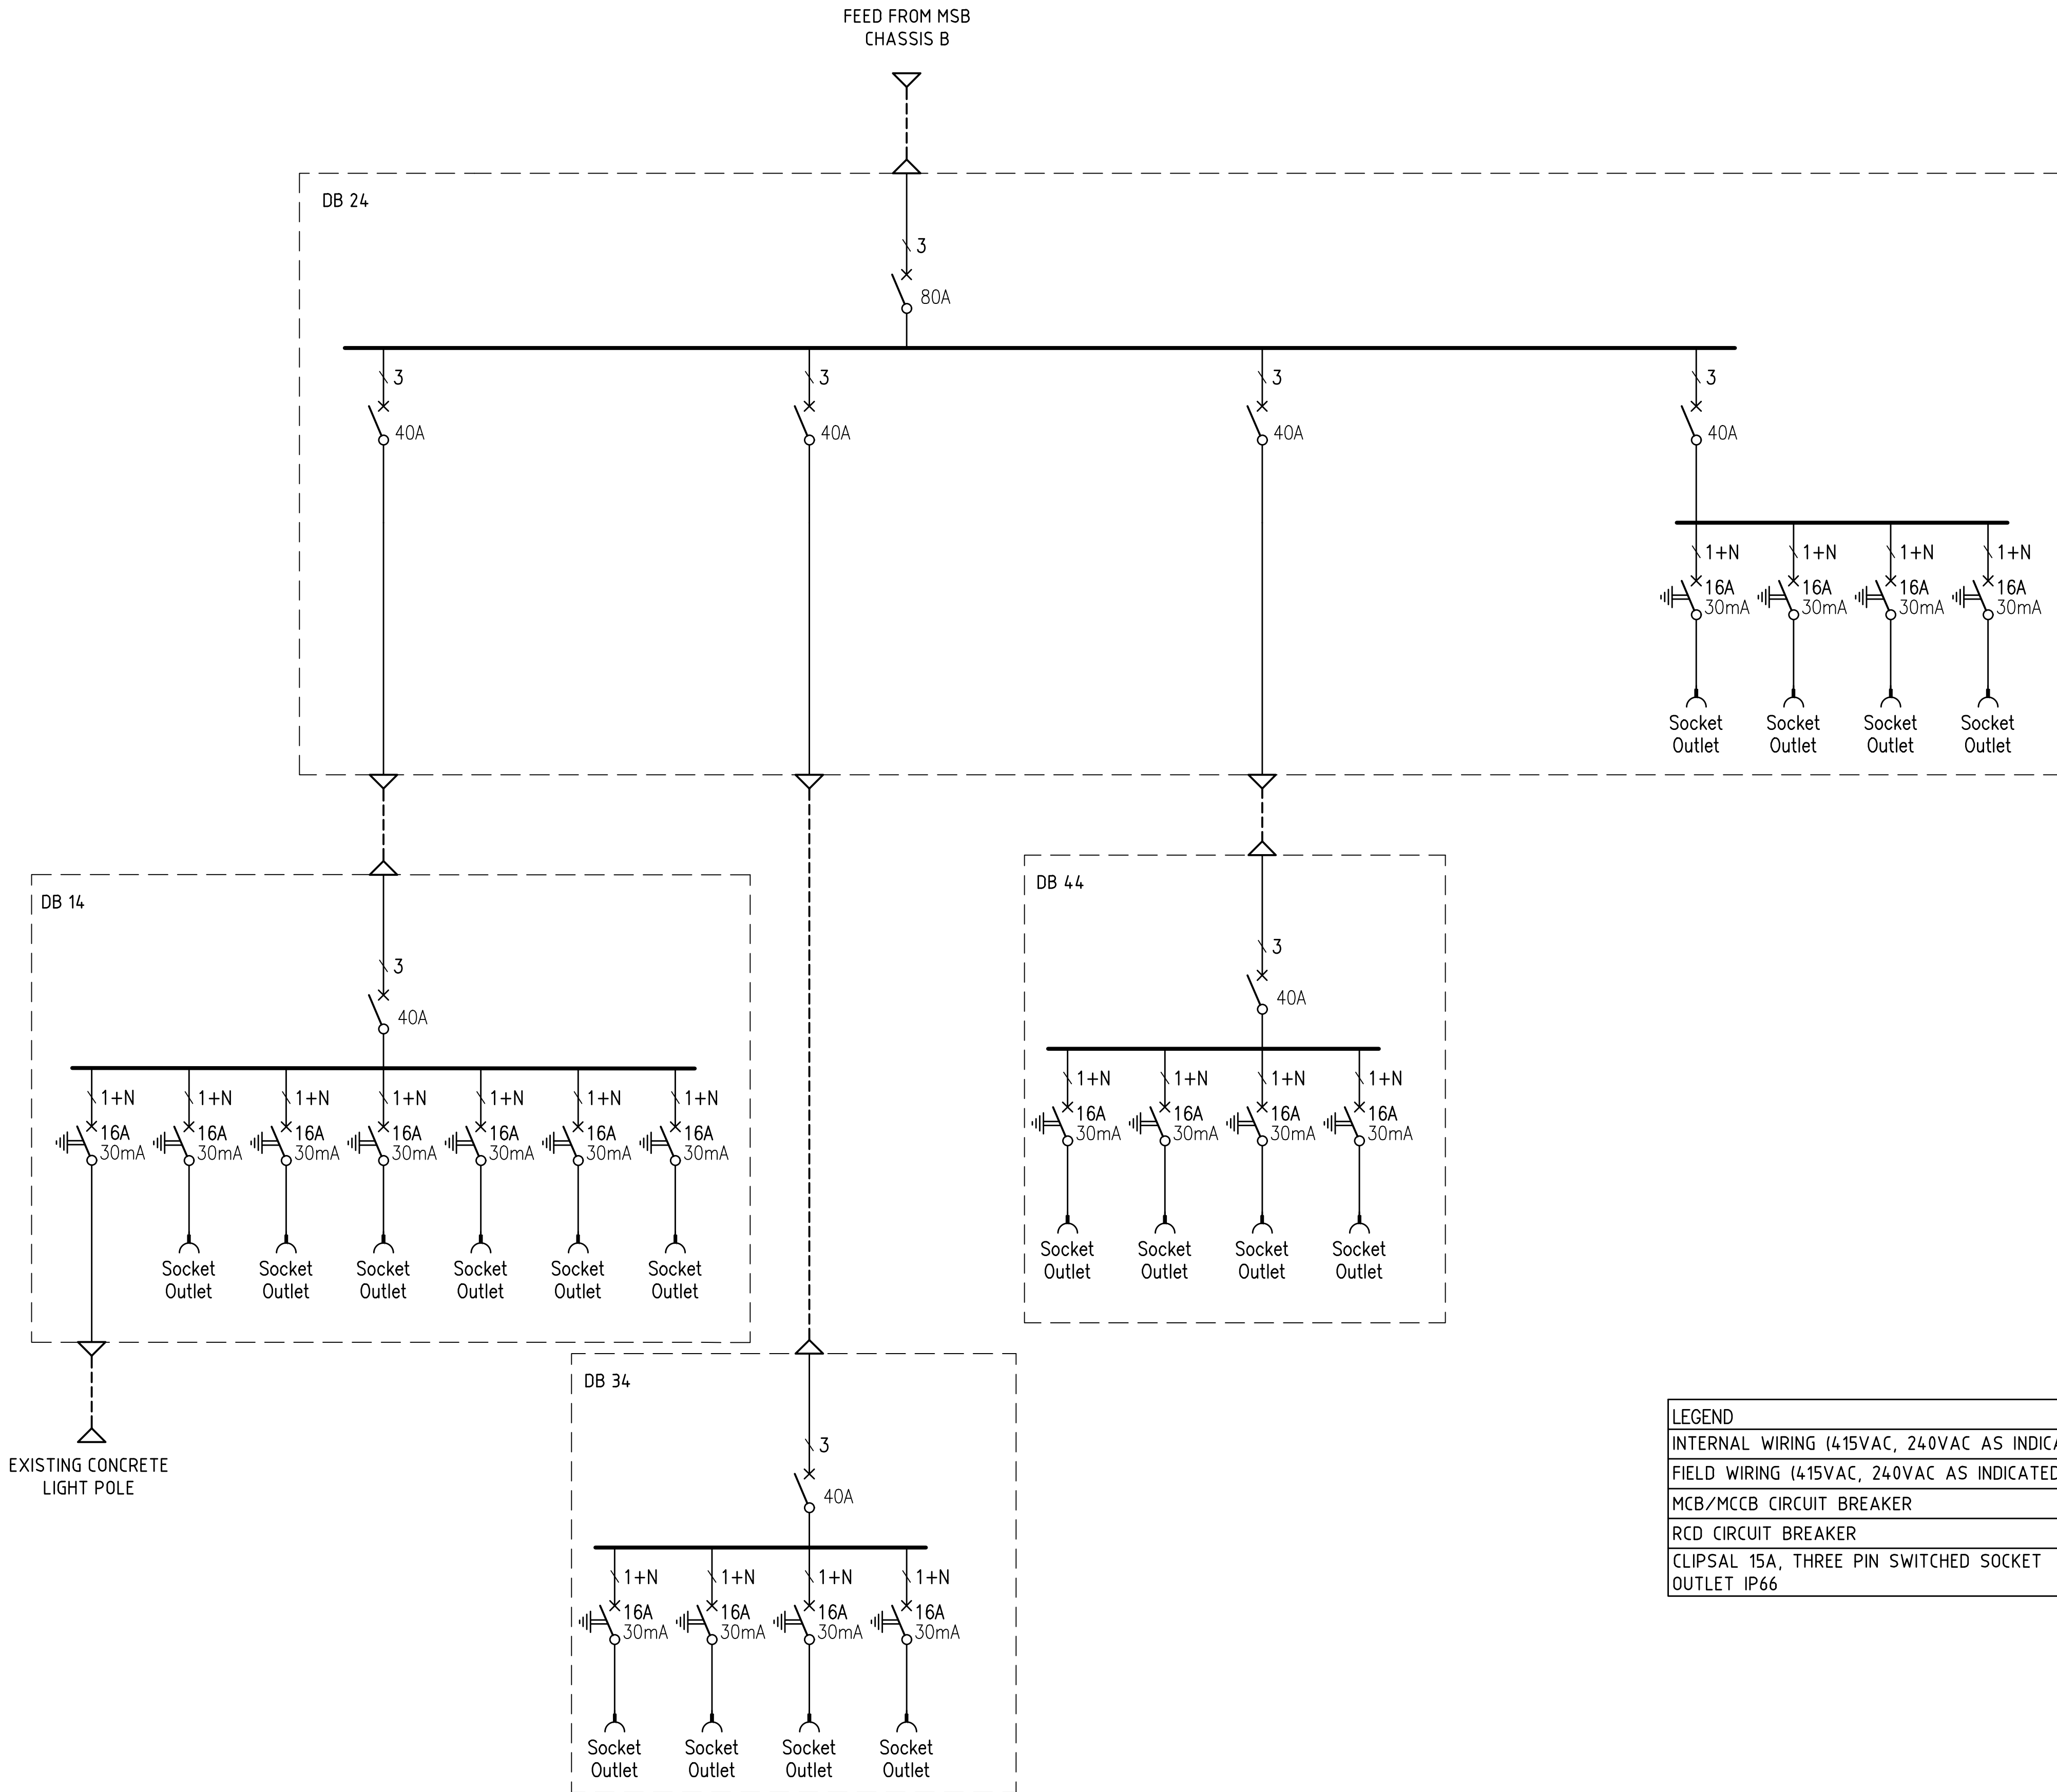 FEED FROM MSB
CHASSIS B
DB 24
3
80A
3
3
3
3
40A
40A
40A
40A
1+N
1+N
1+N
1+N
16A
16A
16A
16A
30mA
30mA
30mA
30mA
Socket
Outlet
Socket
Outlet
Socket
Outlet
Socket
Outlet
DB 14
3
40A
1+N
1+N
1+N
1+N
1+N
1+N
1+N
16A
16A
16A
16A
16A
16A
16A
30mA
30mA
30mA
30mA
30mA
30mA
30mA
Socket
Outlet
Socket
Outlet
Socket
Outlet
Socket
Outlet
Socket
Outlet
Socket
Outlet
EXISTING CONCRETE
LIGHT POLE
DB 44
3
40A
1+N
1+N
1+N
1+N
16A
16A
16A
16A
30mA
30mA
30mA
30mA
Socket
Outlet
Socket
Outlet
Socket
Outlet
Socket
Outlet
DB 34
3
40A
1+N
1+N
1+N
1+N
16A
16A
16A
16A
30mA
30mA
30mA
30mA
Socket
Outlet
Socket
Outlet
Socket
Outlet
Socket
Outlet
LEGEND
INTERNAL WIRING (415VAC, 240VAC AS INDICA
FIELD WIRING (415VAC, 240VAC AS INDICATED
MCB/MCCB CIRCUIT BREAKER
RCD CIRCUIT BREAKER
CLIPSAL 15A, THREE PIN SWITCHED SOCKET
OUTLET IP66